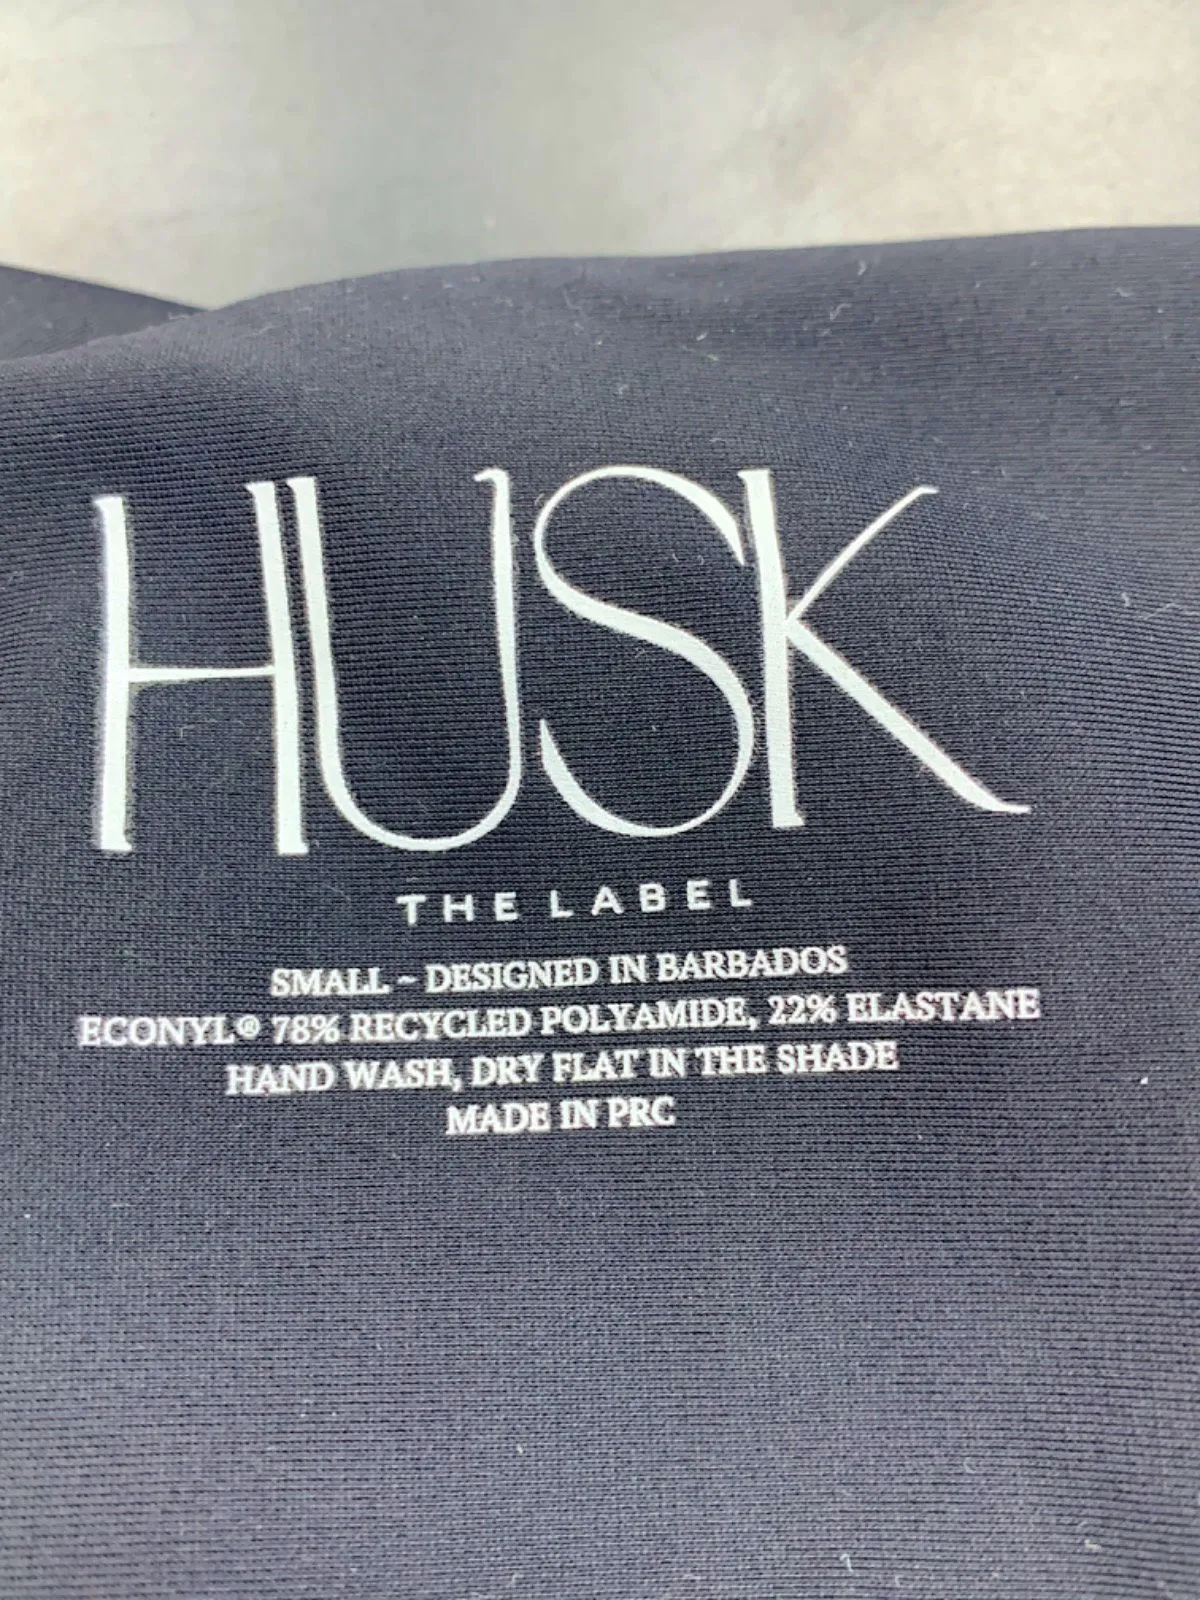 HUSK
THE LABEL
SMALL ~ DESIGNED IN BARBADOS
ECONYL® 78% RECYCLED POLYAMIDE, 22% ELASTANE
HAND WASH, DRY FLAT IN THE SHADE
MADE IN PRC